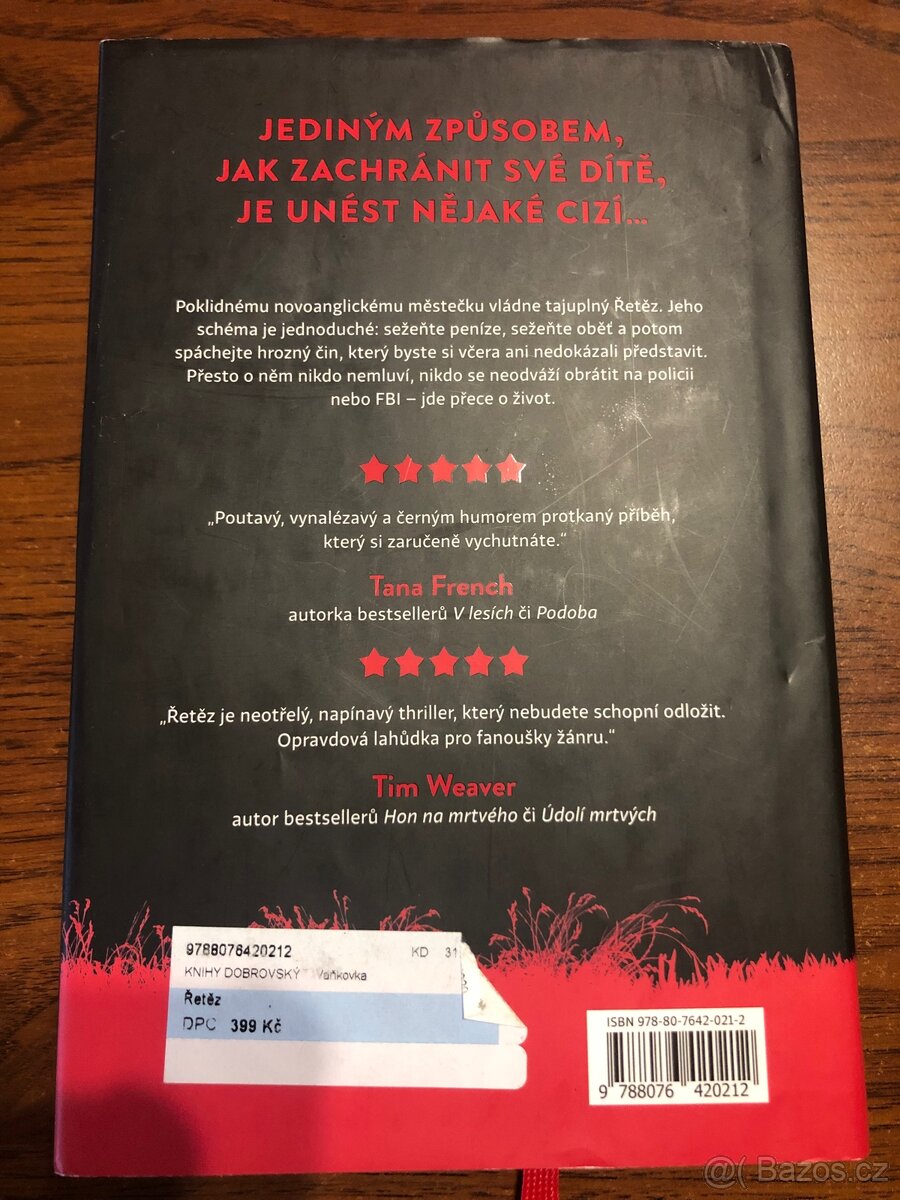 JEDINÝM ZPŮSOBEM,
JAK ZACHRÁNIT SVÉ DÍTĚ,
JE UNÉST NĚJAKÉ CIZÍ...
Poklidnému novoanglickému městečku vládne tajuplný Řetěz. Jeho
schéma je jednoduché: sežeňte peníze, sežeňte oběť a potom
spáchejte hrozný čin, který byste si včera ani nedokázali představit.
Přesto o něm nikdo nemluví, nikdo se neodváží obrátit na policii
nebo FBI – jde přece o život.
„Poutavý, vynalézavý a černým humorem protkaný příběh,
který si zaručeně vychutnáte.“
Tana French
autorka bestsellerů V lesích či Podoba
„Řetěz je neotřelý, napínavý thriller, který nebudete schopni odložit.
Opravdová lahůdka pro fanoušky žánru.“
Tim Weaver
autor bestsellerů Hon na mrtvého či Údolí mrtvých
9788076420212 KD 31
KNIHY DOBROVSKÝ Vaňkovka
Řetěz
DPC 399 Kč
ISBN 978-80-7642-021-2
9 788076 420212
@( Bazos.cz